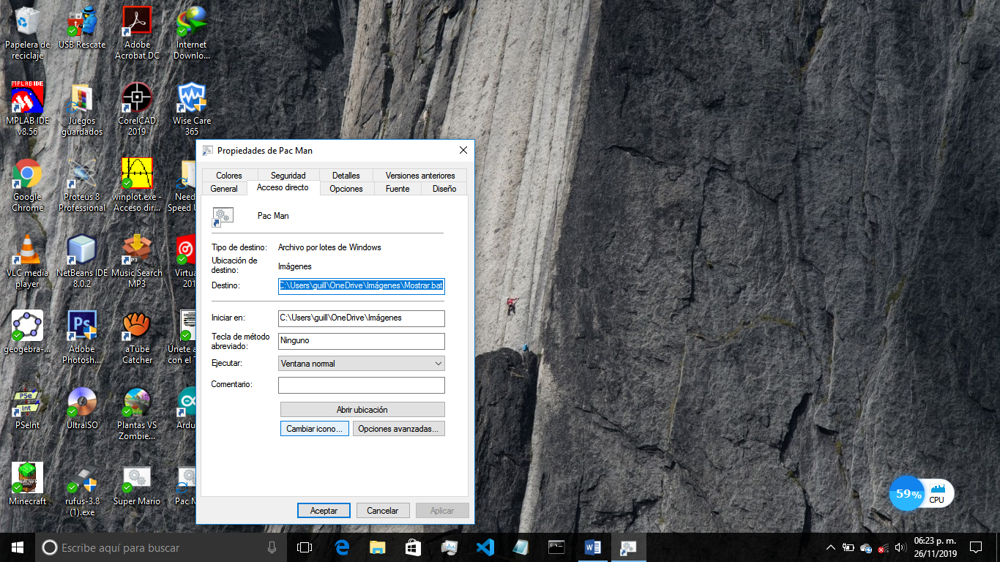 Papelera de
reciclaje
USB Rescate
Adobe
Acrobat DC
Internet
Downlo...
MPLAB IDE
MPLAB IDE
v8.56
Juegos
guardados
CorelCAD
2019
Wise Care
365
Google
Chrome
Proteus 8
Professional
winplot.exe -
Acceso dir...
Need
Speed U
VLC media
player
NetBeans IDE
8.0.2
P3
Music Search
MP3
Virtua
201
geogebra-...
Ps
Adobe
Photosh...
aTube
Catcher
Únete a
con el T
PSe
Int
PSeInt
UltraISO
Plantas VS
Zombie...
Ardu
Minecraft
rufus-3.8
(1).exe
Super Mario
Pac M
Propiedades de Pac Man
Colores
Seguridad
Detalles
Versiones anteriores
General
Acceso directo
Opciones
Fuente
Diseño
Pac Man
Tipo de destino: Archivo por lotes de Windows
Ubicación de
destino: Imágenes
Destino: C:\Users\guill\OneDrive\Imágenes\Mostrar.bat
Iniciar en: C:\Users\guill\OneDrive\Imágenes
Tecla de método
abreviado: Ninguno
Ejecutar: Ventana normal
Comentario:
Abrir ubicación
Cambiar icono...
Opciones avanzadas...
Aceptar
Cancelar
Aplicar
59%
CPU
Escribe aquí para buscar
06:23 p. m.
26/11/2019